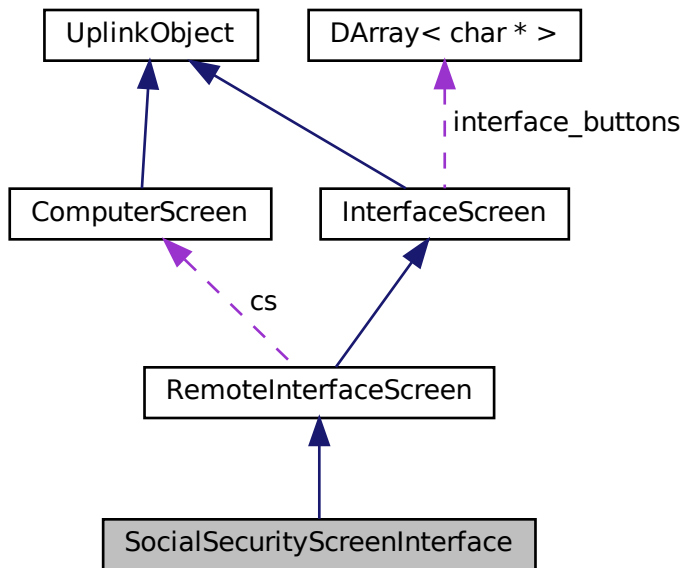 UplinkObject
DArray< char * >
interface_buttons
ComputerScreen
InterfaceScreen
cs
RemoteInterfaceScreen
SocialSecurityScreenInterface